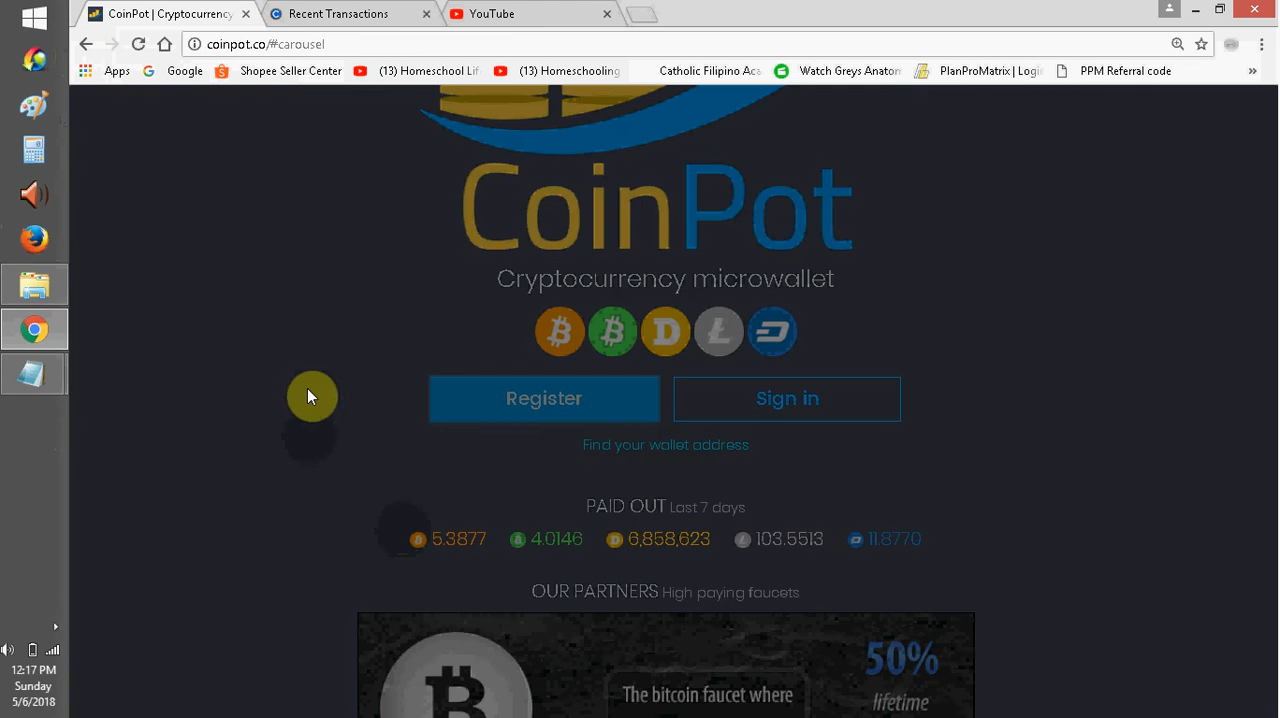 CoinPot | Cryptocurrency
Recent Transactions
YouTube
coinpot.co/#carousel
Apps
Google
Shopee Seller Center
(13) Homeschool Lif
(13) Homeschooling
Catholic Filipino Aca
Watch Greys Anatom
PlanProMatrix | Logi
PPM Referral code
CoinPot
Cryptocurrency microwallet
Register
Sign in
Find your wallet address
PAID OUT Last 7 days
5.3877
4.0146
6,858,623
103.5513
11.8770
OUR PARTNERS High paying faucets
50%
The bitcoin faucet where
lifetime
12:17 PM
Sunday
5/6/2018